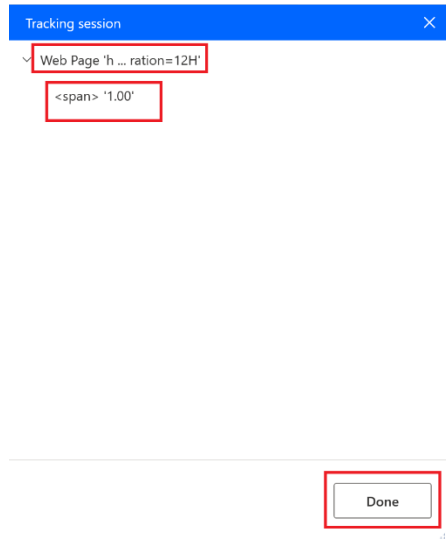 Tracking session
Web Page 'h ... ration=12H'
<span> '1.00'
Done